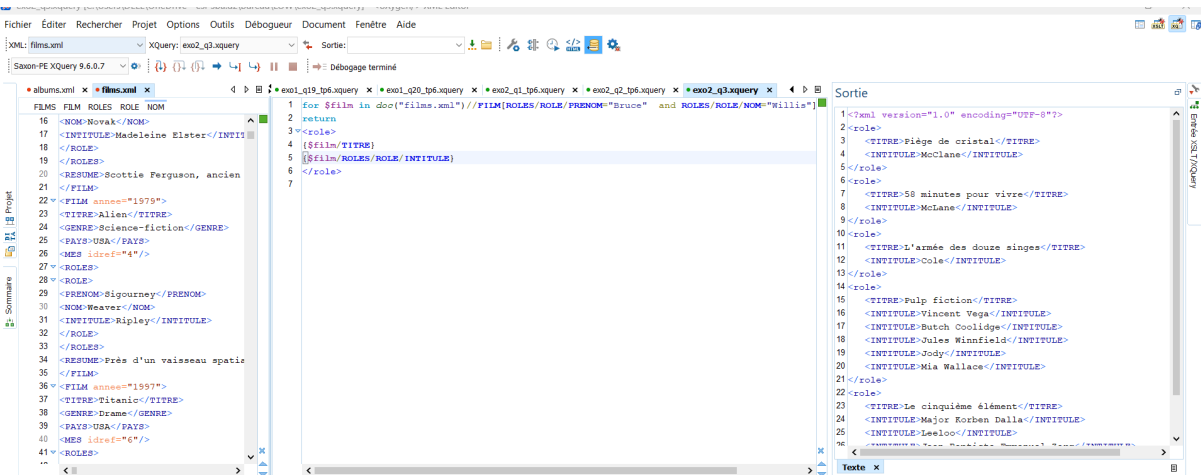 Fichier Éditer Rechercher Projet Options Outils Débogueur Document Fenêtre Aide
XML: films.xml XQuery: exo2_q3.xquery Sortie:
Saxon-PE XQuery 9.6.0.7 Débogage terminé
albums.xml films.xml
FILMS FILM ROLES ROLE NOM
16 <NOM>Novak</NOM>
17 <INTITULE>Madeleine Elster</INTIT
18 </ROLE>
19 </ROLES>
20 <RESUME>Scottie Ferguson, ancien
21 </FILM>
22 <FILM annee="1979">
23 <TITRE>Alien</TITRE>
24 <GENRE>Science-fiction</GENRE>
25 <PAYS>USA</PAYS>
26 <MES idref="4"/>
27 <ROLES>
28 <ROLE>
29 <PRENOM>Sigourney</PRENOM>
30 <NOM>Weaver</NOM>
31 <INTITULE>Ripley</INTITULE>
32 </ROLE>
33 </ROLES>
34 <RESUME>Près d'un vaisseau spatia
35 </FILM>
36 <FILM annee="1997">
37 <TITRE>Titanic</TITRE>
38 <GENRE>Drame</GENRE>
39 <PAYS>USA</PAYS>
40 <MES idref="6"/>
41 <ROLES>
exo1_q19_tp6.xquery exo1_q20_tp6.xquery exo2_q1_tp6.xquery exo2_q2_tp6.xquery exo2_q3.xquery
1 for $film in doc("films.xml")//FILM[ROLES/ROLE/PRENOM="Bruce" and ROLES/ROLE/NOM="Willis"]
2 return
3 <role>
4 {$film/TITRE}
5 {$film/ROLES/ROLE/INTITULE}
6 </role>
7
Sortie
1 <?xml version="1.0" encoding="UTF-8"?>
2 <role>
3 <TITRE>Piège de cristal</TITRE>
4 <INTITULE>McClane</INTITULE>
5 </role>
6 <role>
7 <TITRE>58 minutes pour vivre</TITRE>
8 <INTITULE>McLane</INTITULE>
9 </role>
10 <role>
11 <TITRE>L'armée des douze singes</TITRE>
12 <INTITULE>Cole</INTITULE>
13 </role>
14 <role>
15 <TITRE>Pulp fiction</TITRE>
16 <INTITULE>Vincent Vega</INTITULE>
17 <INTITULE>Butch Coolidge</INTITULE>
18 <INTITULE>Jules Winnfield</INTITULE>
19 <INTITULE>Jody</INTITULE>
20 <INTITULE>Mia Wallace</INTITULE>
21 </role>
22 <role>
23 <TITRE>Le cinquième élément</TITRE>
24 <INTITULE>Major Korben Dalla</INTITULE>
25 <INTITULE>Leeloo</INTITULE>
Texte
Projet
Sommaire
Entrée XSLT/XQuery